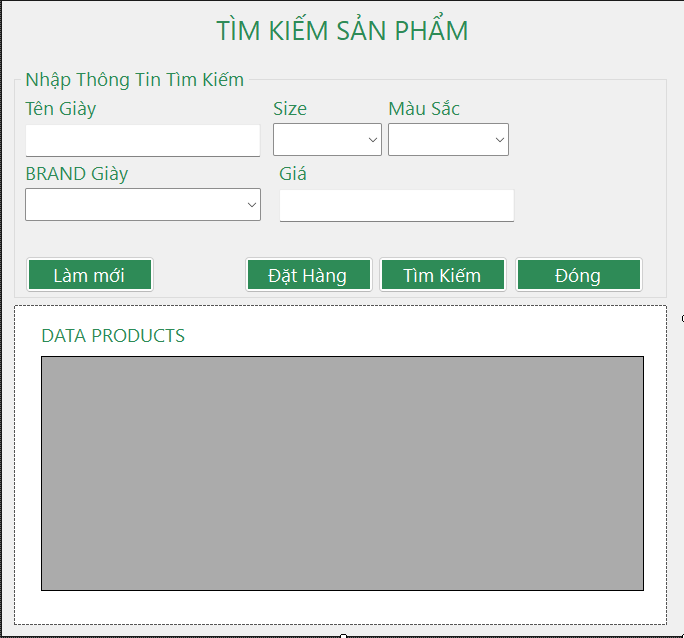 TÌM KIẾM SẢN PHẨM
Nhập Thông Tin Tìm Kiếm
Tên Giày Size Màu Sắc
BRAND Giày Giá
Làm mới Đặt Hàng Tìm Kiếm Đóng
DATA PRODUCTS